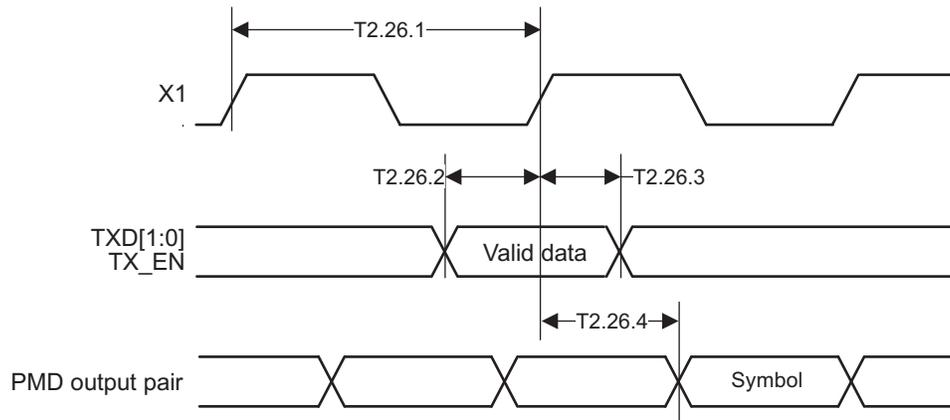 T2.26.1
X1
T2.26.2
T2.26.3
TXD[1:0]
TX_EN
Valid data
T2.26.4
PMD output pair
Symbol